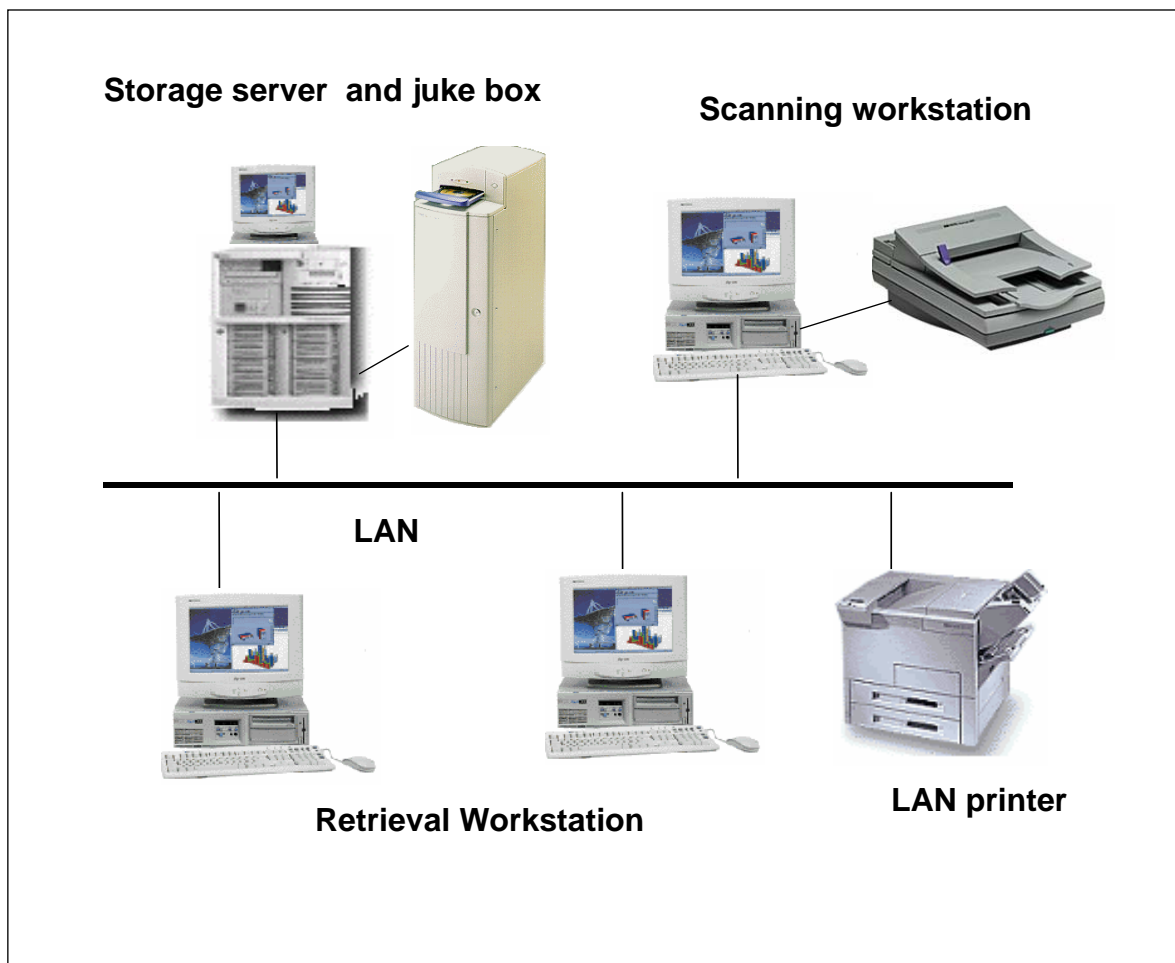 Storage server  and juke box
Scanning workstation
LAN
Retrieval Workstation
LAN printer